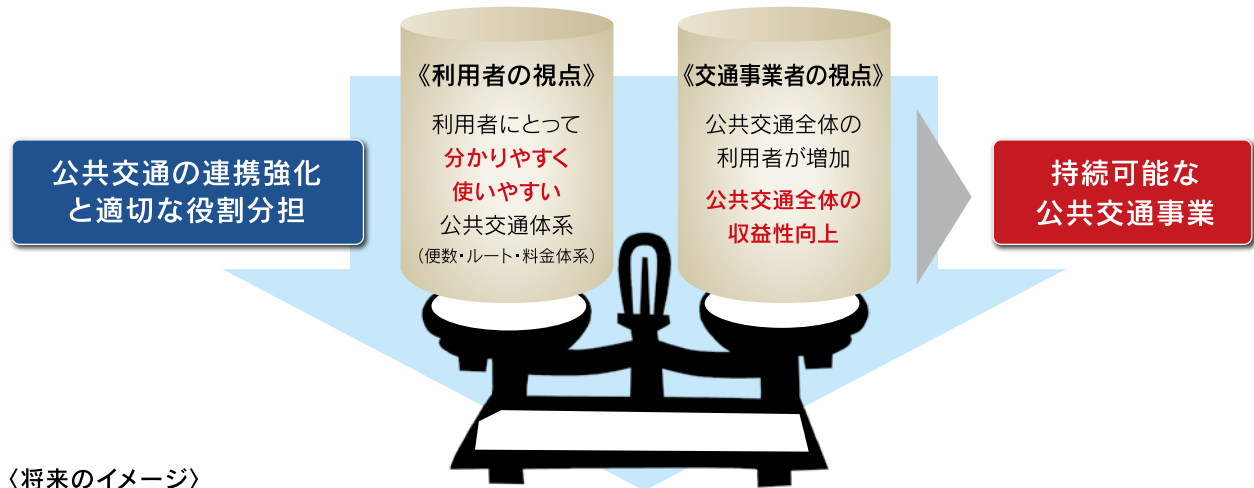 公共交通の連携強化
と適切な役割分担
《利用者の視点》
利用者にとって
分かりやすく
使いやすい
公共交通体系
（便数・ルート・料金体系）
《交通事業者の視点》
公共交通全体の
利用者が増加
公共交通全体の
収益性向上
持続可能な
公共交通事業
〈将来のイメージ〉